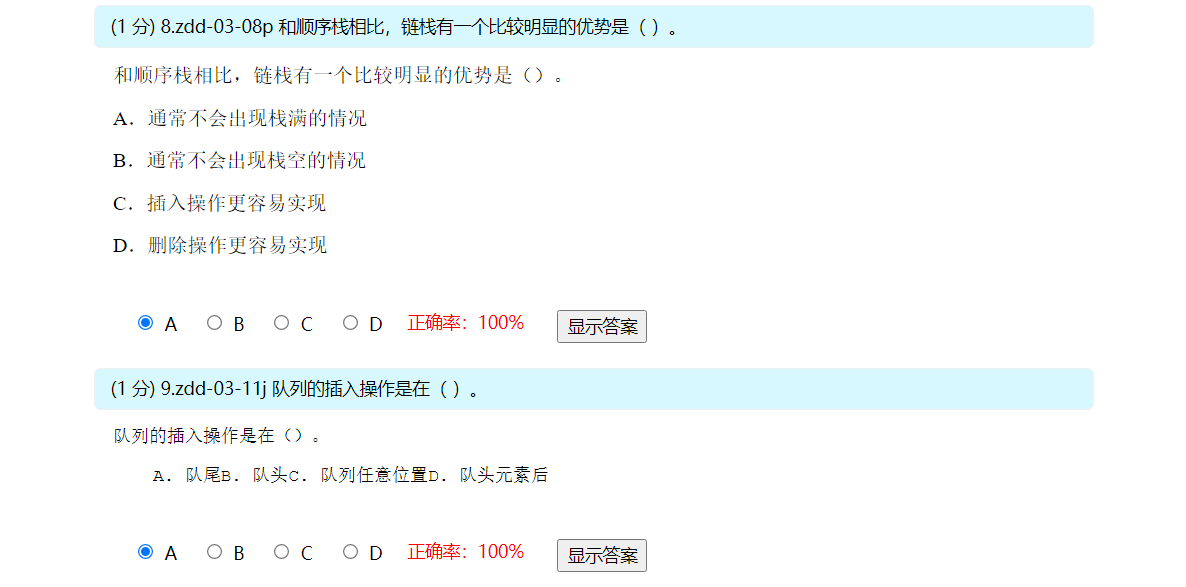 (1 分) 8.zdd-03-08p 和顺序栈相比，链栈有一个比较明显的优势是（ ）。
和顺序栈相比，链栈有一个比较明显的优势是（）。
A．通常不会出现栈满的情况
B．通常不会出现栈空的情况
C．插入操作更容易实现
D．删除操作更容易实现
A B C D 正确率：100% 显示答案
(1 分) 9.zdd-03-11j 队列的插入操作是在（ ）。
队列的插入操作是在（）。
A．队尾B．队头C．队列任意位置D．队头元素后
A B C D 正确率：100% 显示答案